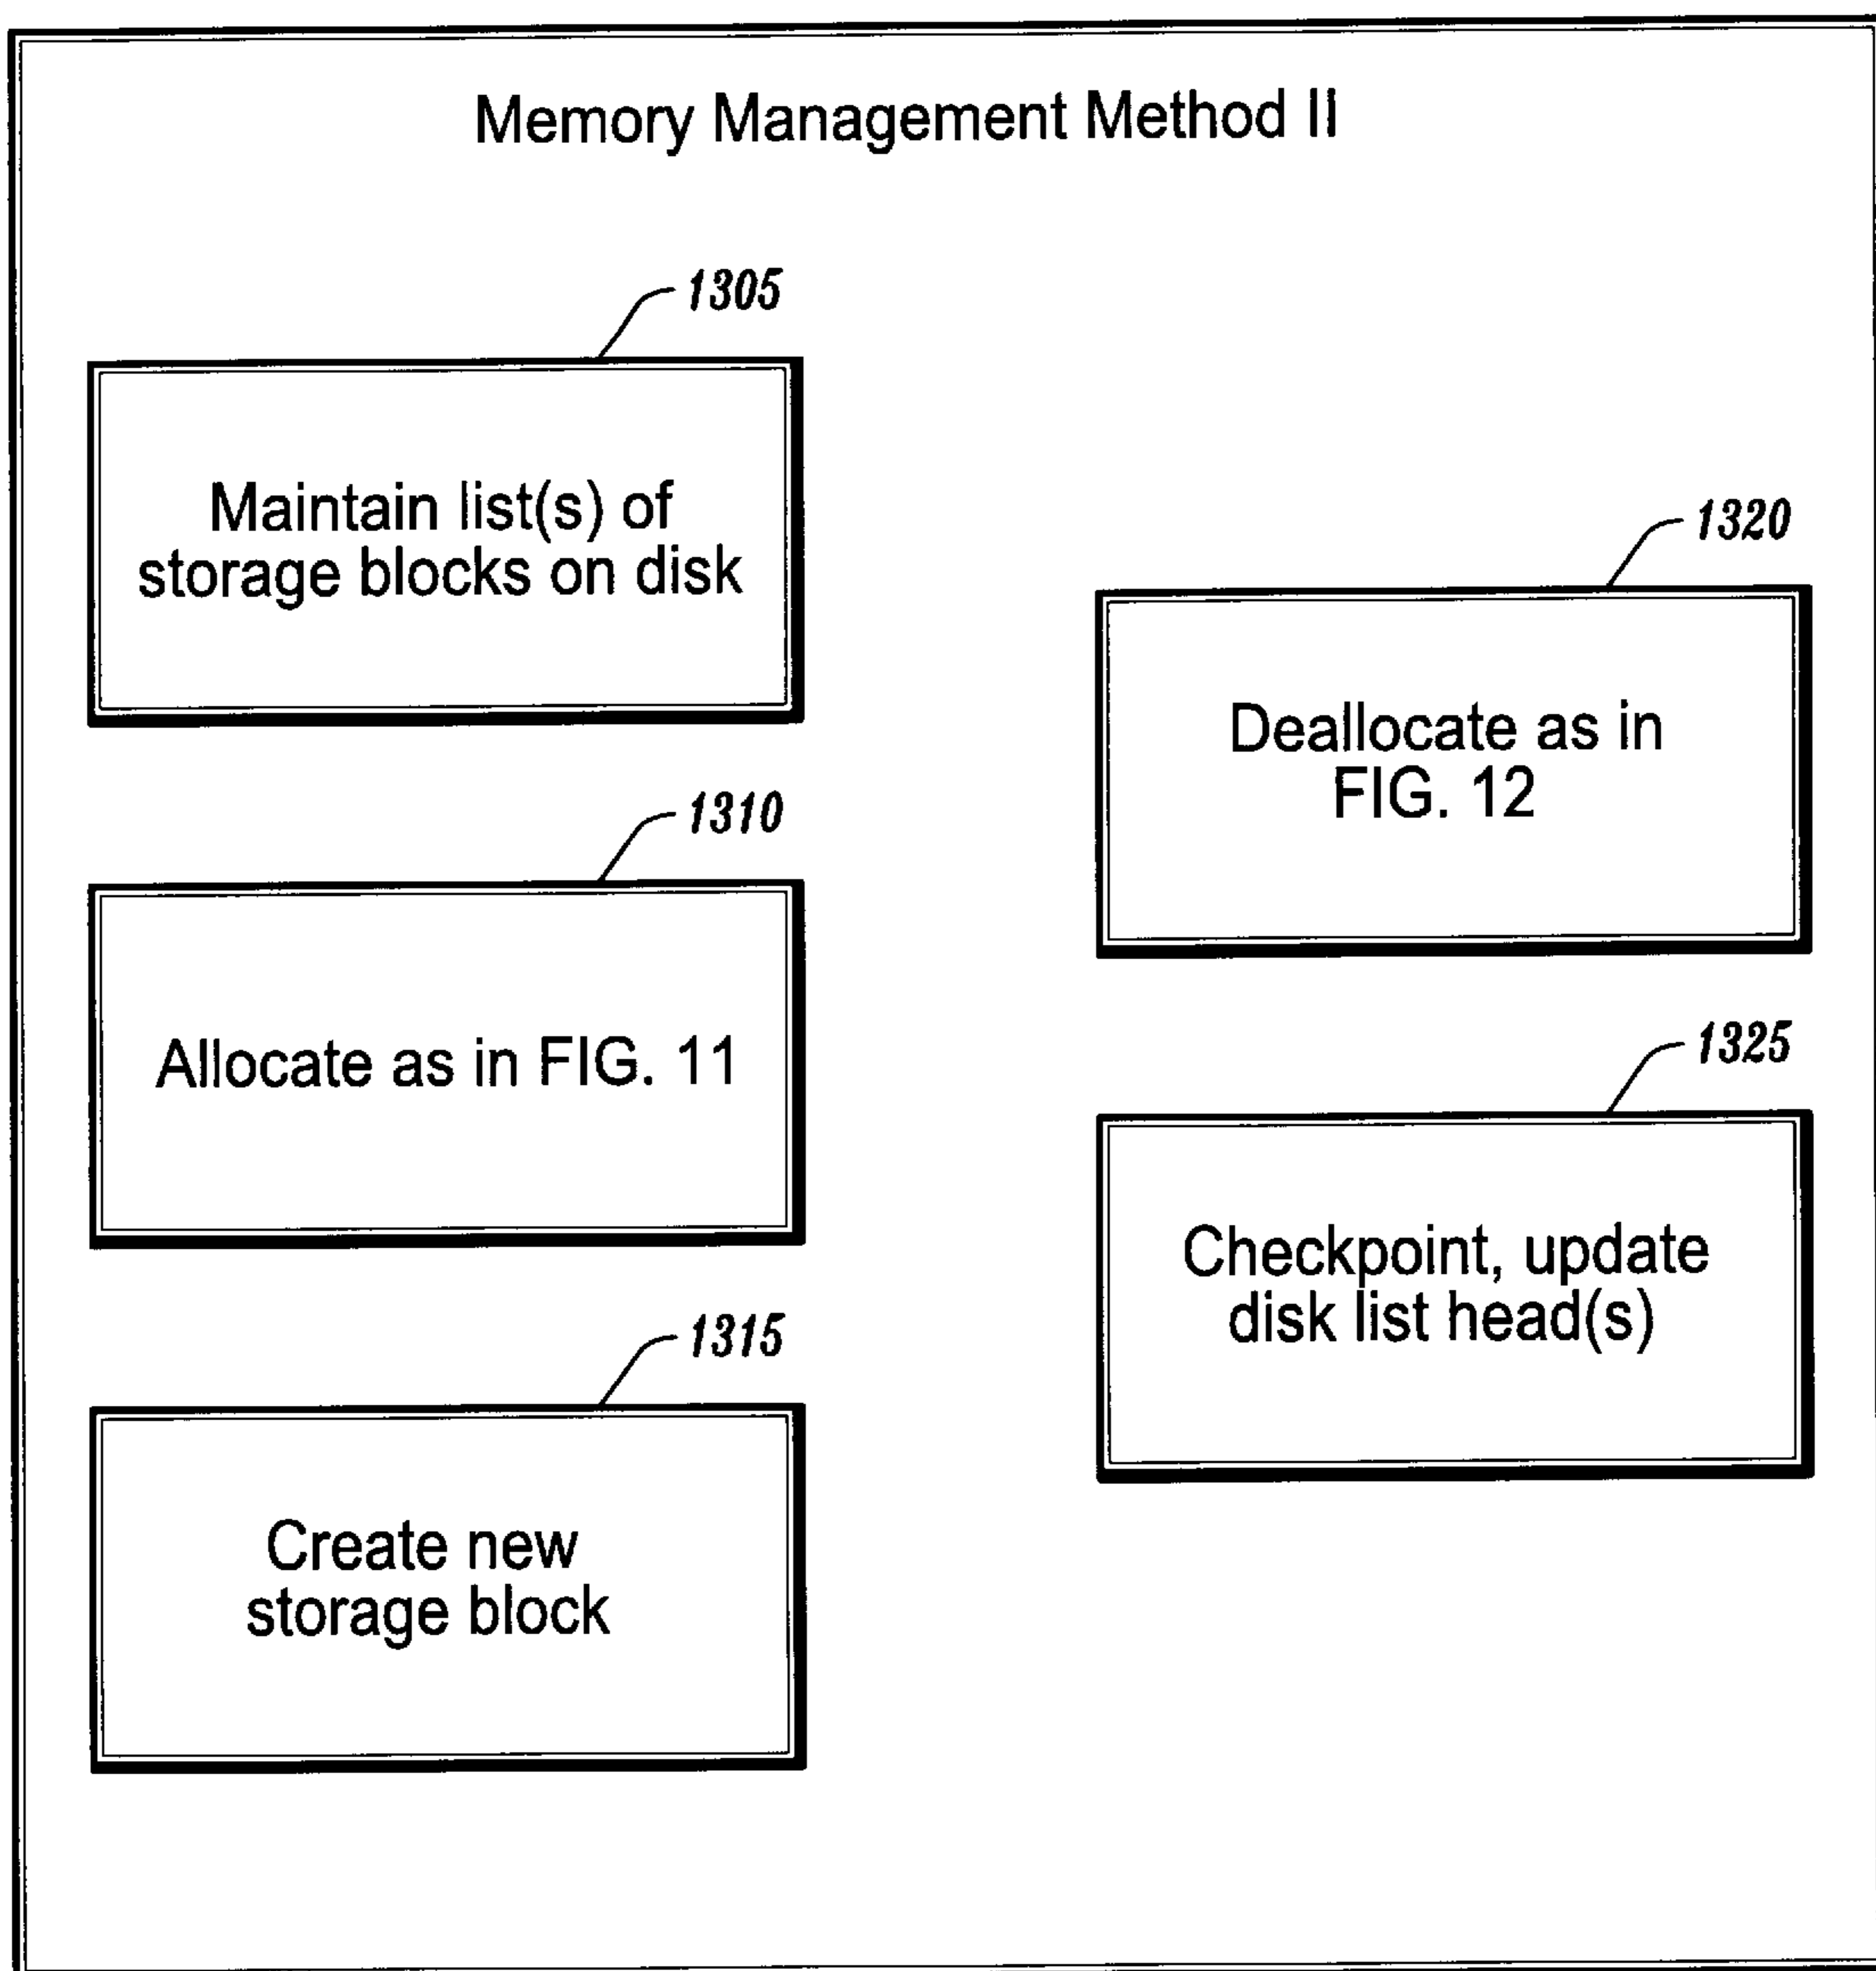 Memory Management Method II
1305
Maintain list(s) of
storage blocks on disk
1310
Allocate as in FIG. 11
1315
Create new
storage block
1320
Deallocate as in
FIG. 12
1325
Checkpoint, update
disk list head(s)